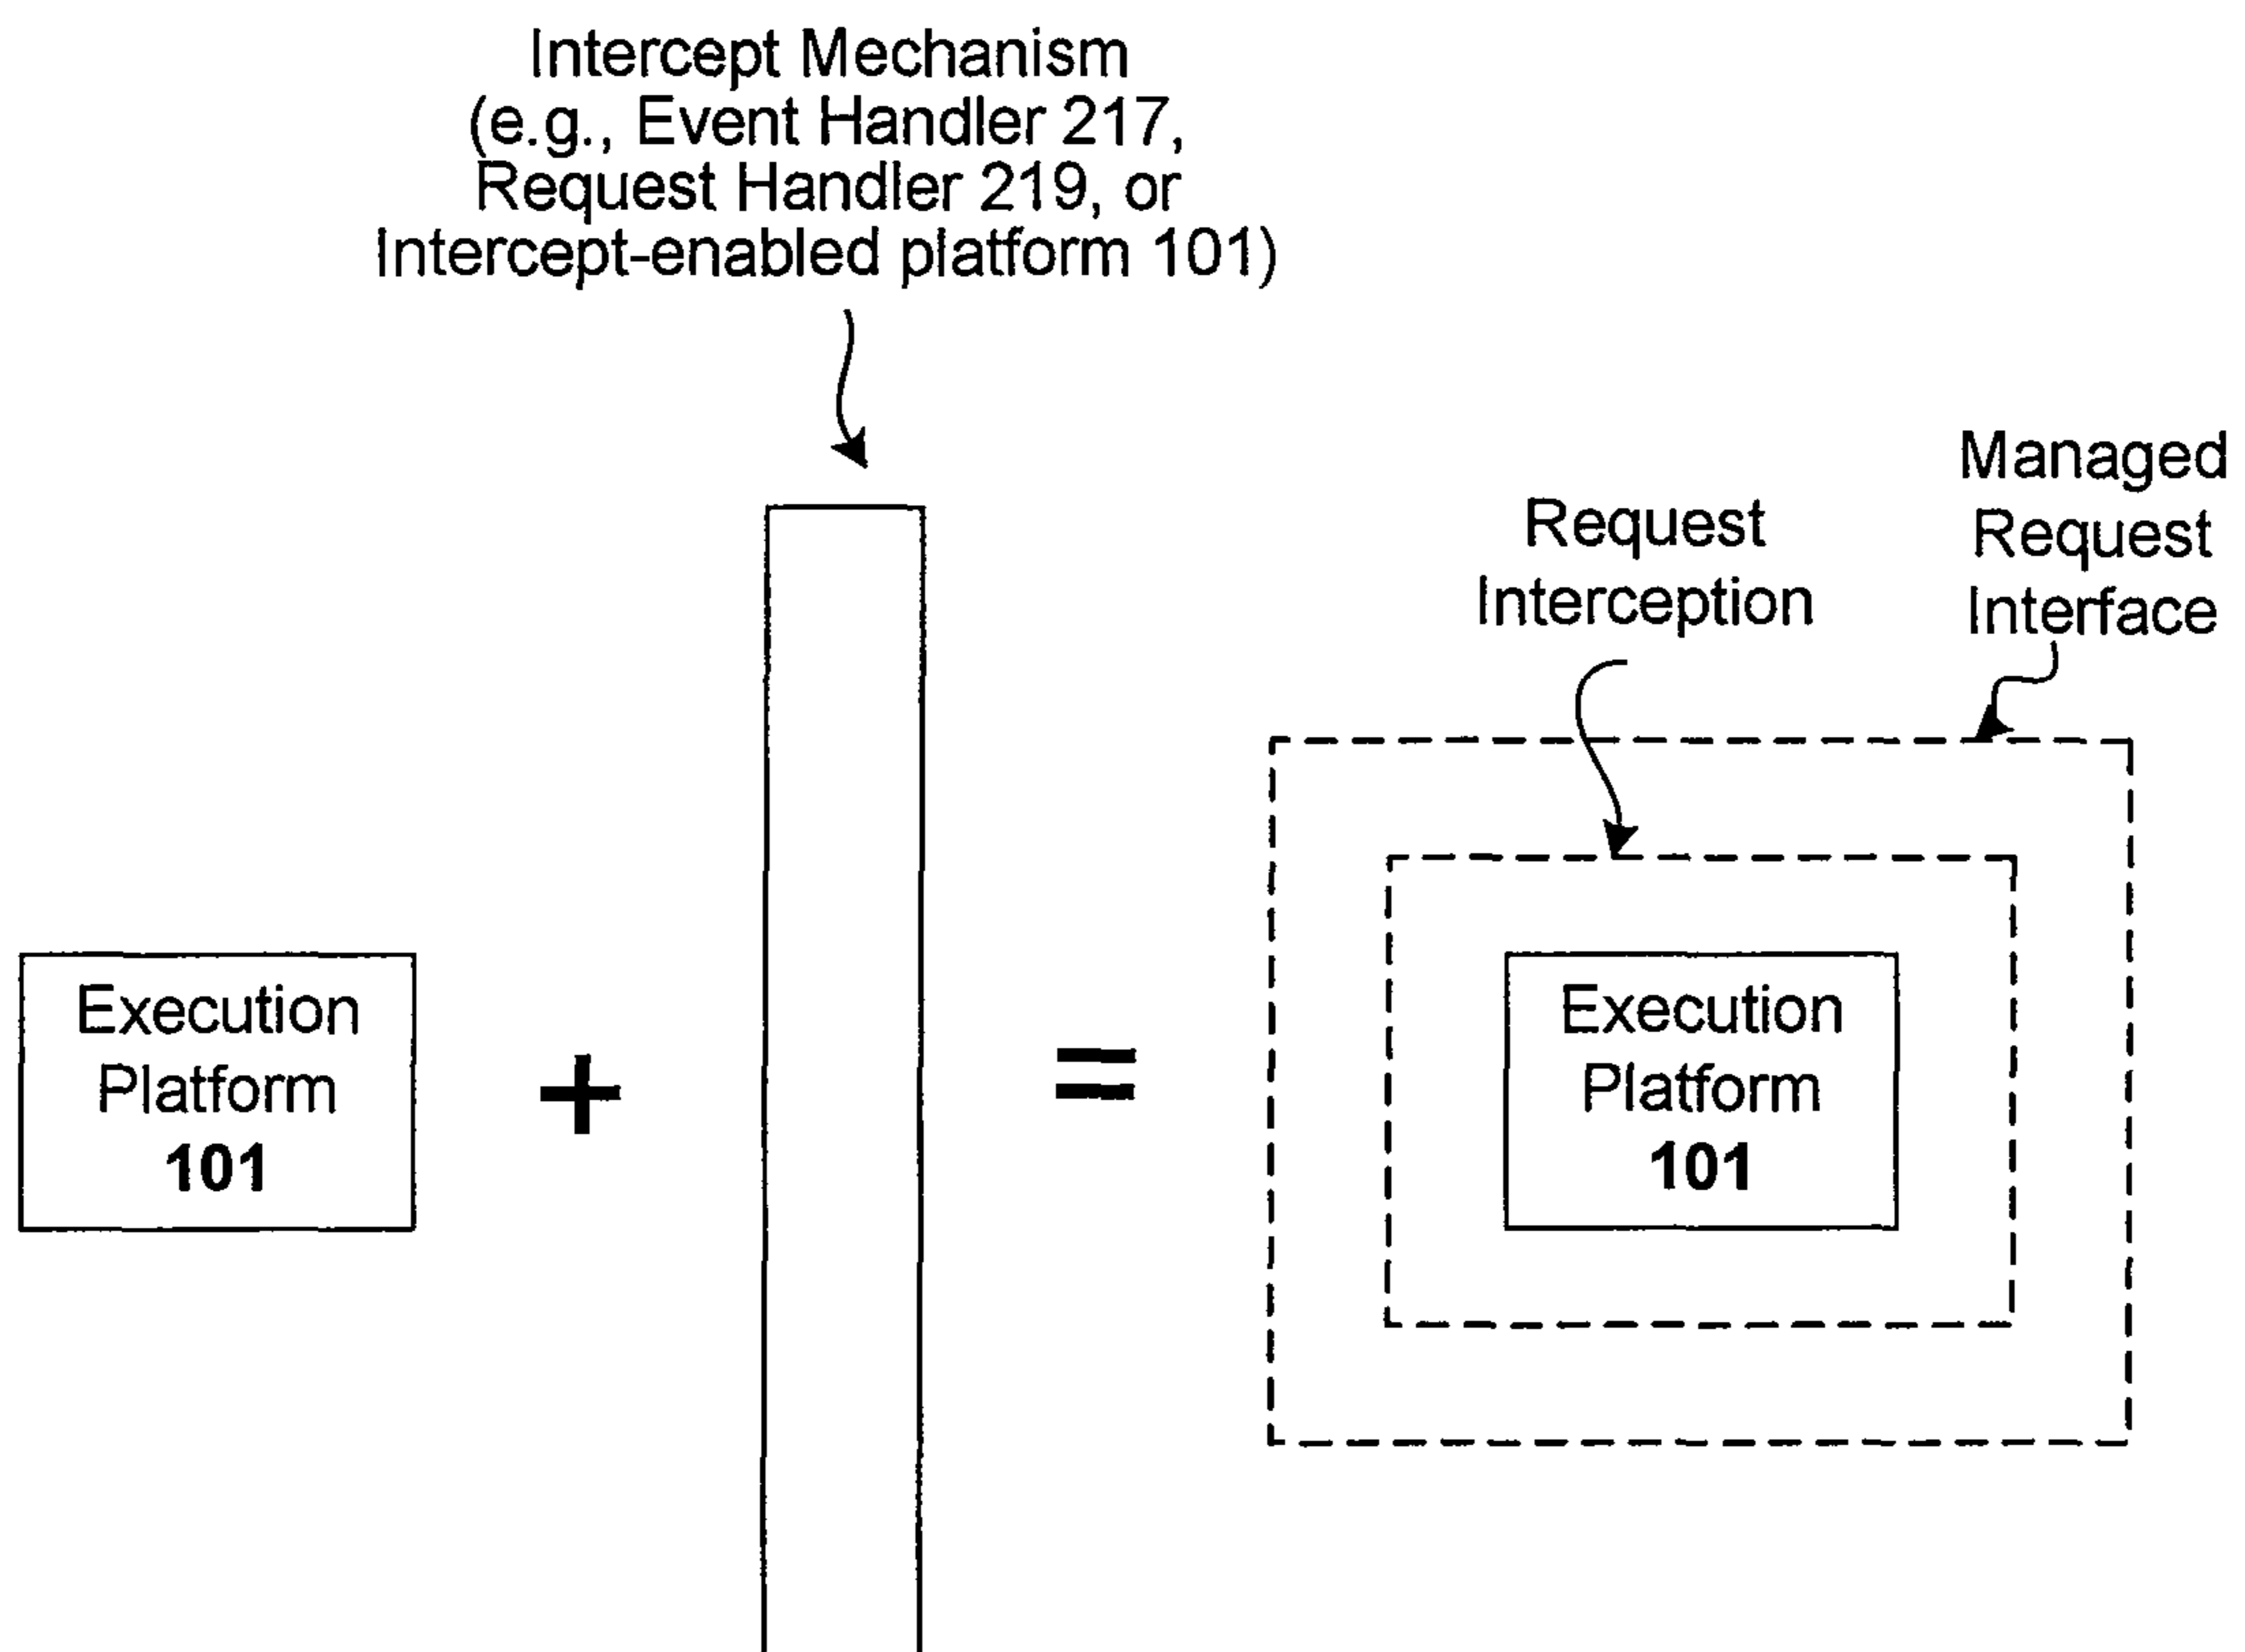 Intercept Mechanism
(e.g., Event Handler 217,
Request Handler 219, or
Intercept-enabled platform 101)
Managed
Request
Interface
Request
Interception
Execution
Platform
101
+
=
Execution
Platform
101